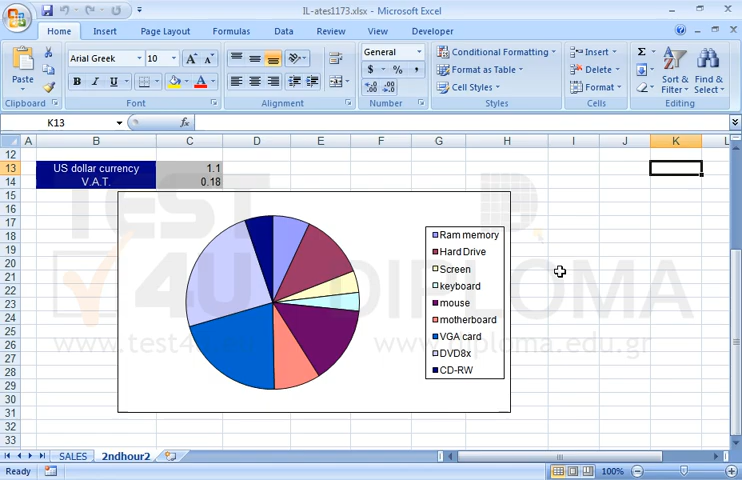 IL-ates1173.xlsx - Microsoft Excel
Home Insert Page Layout Formulas Data Review View Developer
Paste
Clipboard
Arial Greek 10
B I U
Font
Alignment
General
$ % ,
Number
Conditional Formatting
Format as Table
Cell Styles
Styles
Insert
Delete
Format
Cells
Sort & Filter
Find & Select
Editing
K13 fx
A B C D E F G H I J K L
12
13 US dollar currency 1.1
14 V.A.T. 0.18
15
16
17
18
19
20
21
22
23
24
25
26
27
28
29
30
31
32
33
Ram memory
Hard Drive
Screen
keyboard
mouse
motherboard
VGA card
DVD8x
CD-RW
TEST
4U DIPLOMA
www.diploma.edu.gr
SALES 2ndhour2
Ready 100%